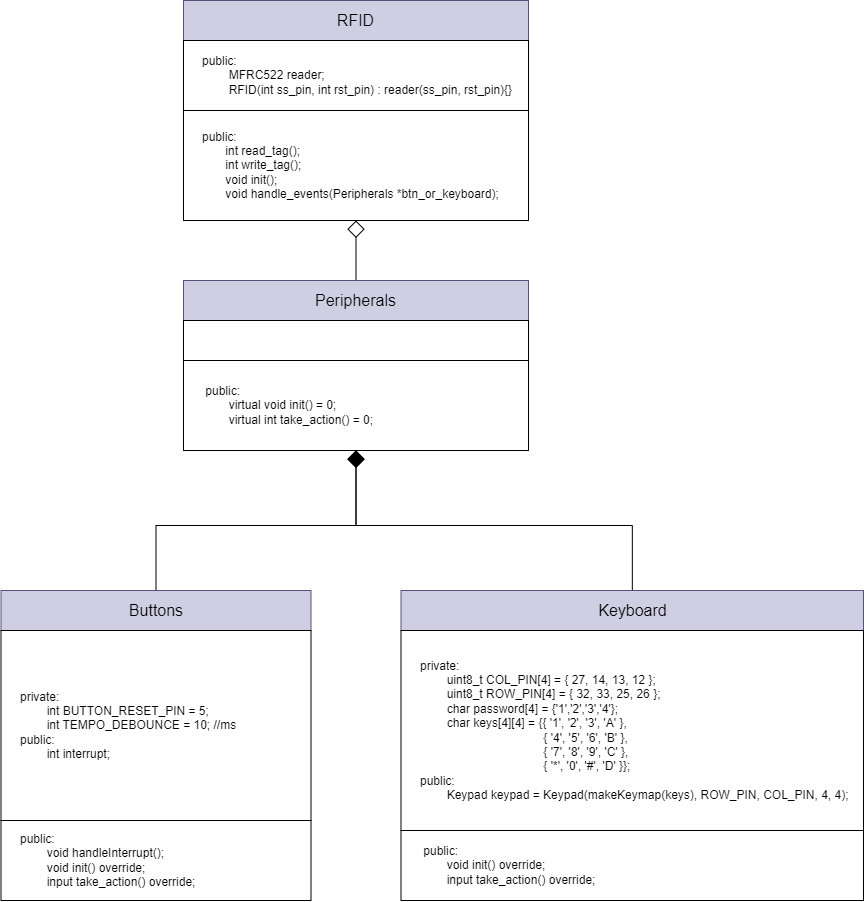 RFID
public:
MFRC522 reader;
RFID(int ss_pin, int rst_pin) : reader(ss_pin, rst_pin){}
public:
int read_tag();
int write_tag();
void init();
void handle_events(Peripherals *btn_or_keyboard);
Peripherals
public:
virtual void init() = 0;
virtual int take_action() = 0;
Buttons
private:
int BUTTON_RESET_PIN = 5;
int TEMPO_DEBOUNCE = 10; //ms
public:
int interrupt;
public:
void handleInterrupt();
void init() override;
input take_action() override;
Keyboard
private:
uint8_t COL_PIN[4] = { 27, 14, 13, 12 };
uint8_t ROW_PIN[4] = { 32, 33, 25, 26 };
char password[4] = {'1','2','3','4'};
char keys[4][4] = {{ '1', '2', '3', 'A' },
{ '4', '5', '6', 'B' },
{ '7', '8', '9', 'C' },
{ '*', '0', '#', 'D' }};
public:
Keypad keypad = Keypad(makeKeymap(keys), ROW_PIN, COL_PIN, 4, 4);
public:
void init() override;
input take_action() override;